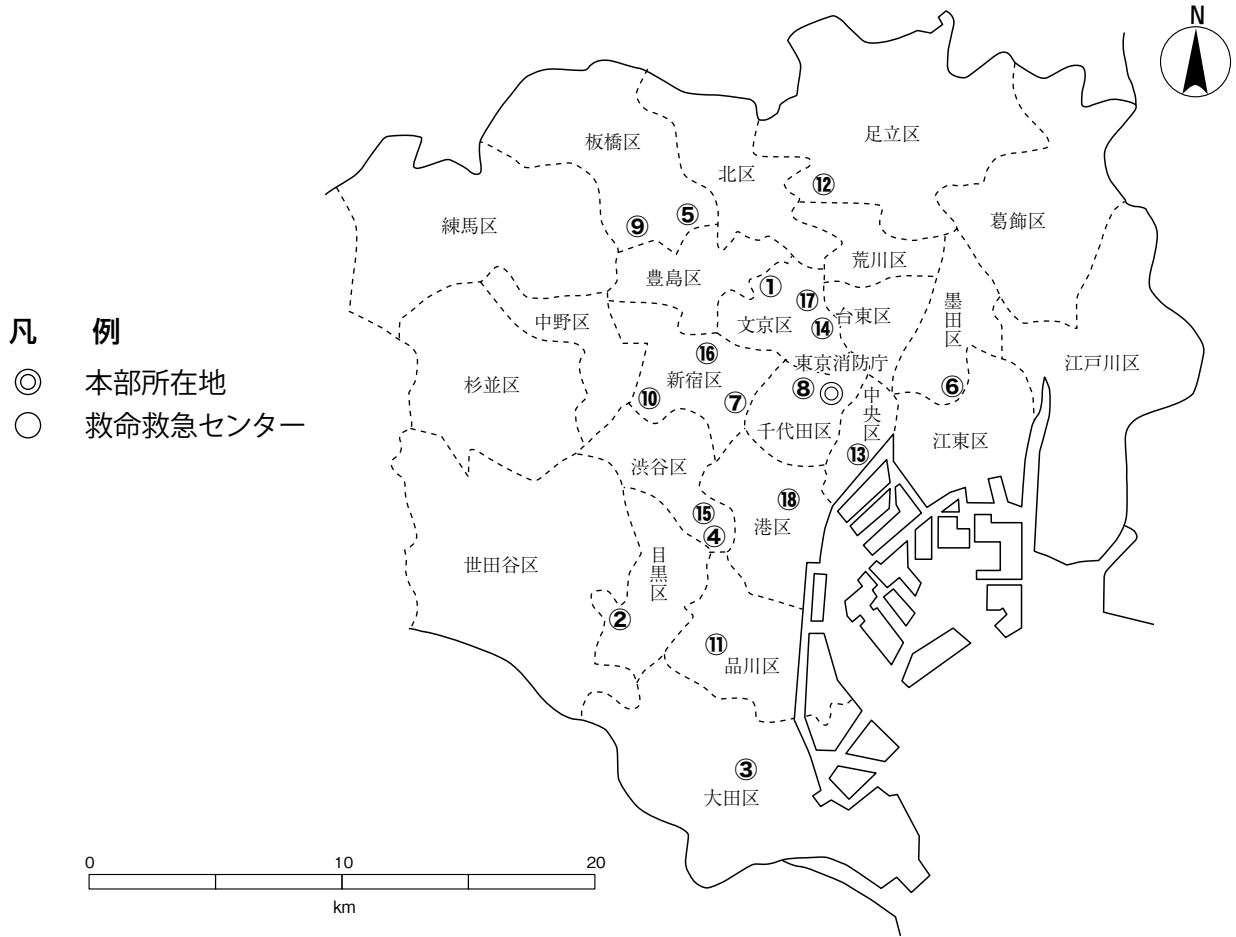 N
足立区
板橋区
北区
⑫
葛飾区
練馬区
⑨
⑤
荒川区
豊島区
①
⑰
墨田区
文京区
⑭
台東区
中野区
江戸川区
凡 例
◎ 本部所在地
○ 救命救急センター
杉並区
⑯
新宿区
東京消防庁
⑧
◎
⑥
⑩
⑦
中央区
千代田区
江東区
⑬
渋谷区
⑮
④
⑱
港区
世田谷区
目黒区
②
⑪
品川区
③
大田区
0 10 20
km